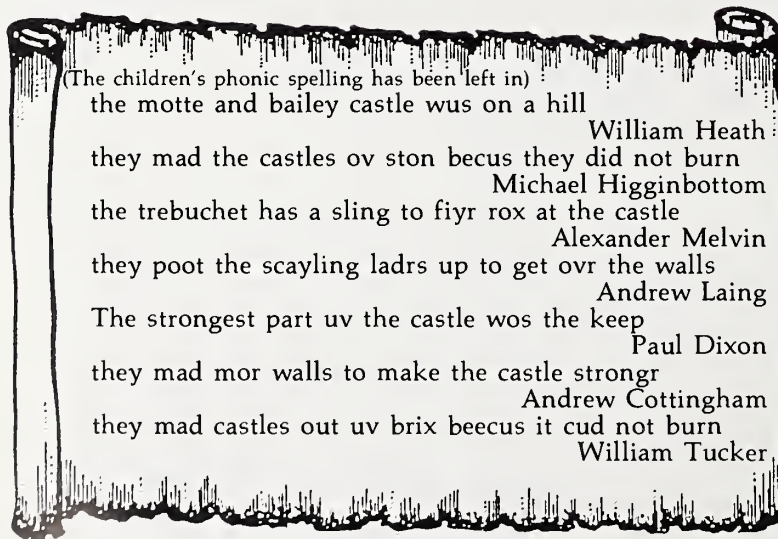 (The children's phonic spelling has been left in)
the motte and bailey castle wus on a hill
William Heath
they mad the castles ov ston becus they did not burn
Michael Higginbottom
the trebuchet has a sling to fiyr rox at the castle
Alexander Melvin
they poot the scayling ladrs up to get ovr the walls
Andrew Laing
The strongest part uv the castle wos the keep
Paul Dixon
they mad mor walls to make the castle strongr
Andrew Cottingham
they mad castles out uv brix beecus it cud not burn
William Tucker